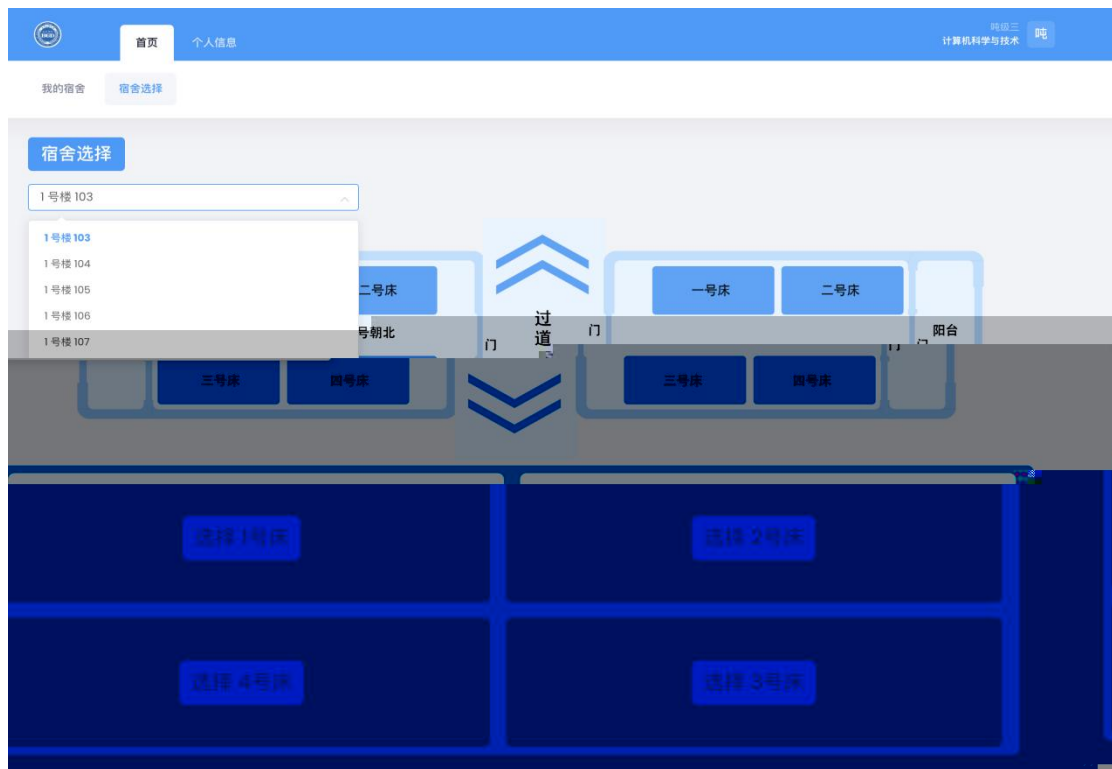 首页
个人信息
吨级三
计算机科学与技术
吨
我的宿舍
宿舍选择
宿舍选择
1号楼 103
1号楼 103
1号楼 104
1号楼 105
1号楼 106
1号楼 107
二号床
一号床
二号床
号朝北
门
过道
门
门
阳台
三号床
四号床
三号床
四号床
选择 1号床
选择 2号床
选择 4号床
选择 3号床